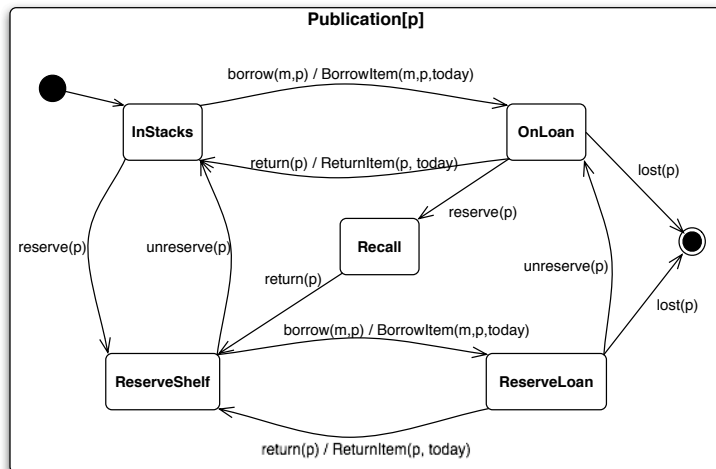 Publication[p]
borrow(m,p) / BorrowItem(m,p,today)
InStacks
OnLoan
return(p) / ReturnItem(p, today)
lost(p)
reserve(p)
reserve(p)
unreserve(p)
Recall
unreserve(p)
return(p)
lost(p)
borrow(m,p) / BorrowItem(m,p,today)
ReserveShelf
ReserveLoan
return(p) / ReturnItem(p, today)